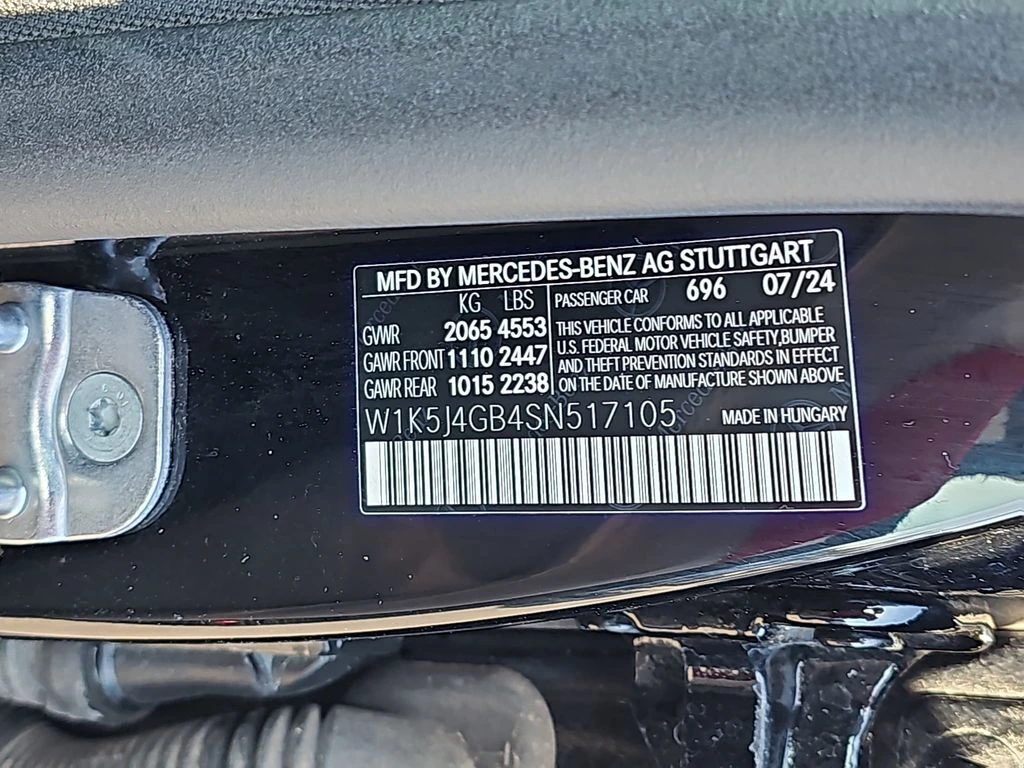 MFD BY MERCEDES-BENZ AG STUTTGART
KG LBS PASSENGER CAR 696 07/24
GVWR 2065 4553
GAWR FRONT 1110 2447
GAWR REAR 1015 2238
THIS VEHICLE CONFORMS TO ALL APPLICABLE
U.S. FEDERAL MOTOR VEHICLE SAFETY,BUMPER
AND THEFT PREVENTION STANDARDS IN EFFECT
ON THE DATE OF MANUFACTURE SHOWN ABOVE
W1K5J4GB4SN517105 MADE IN HUNGARY